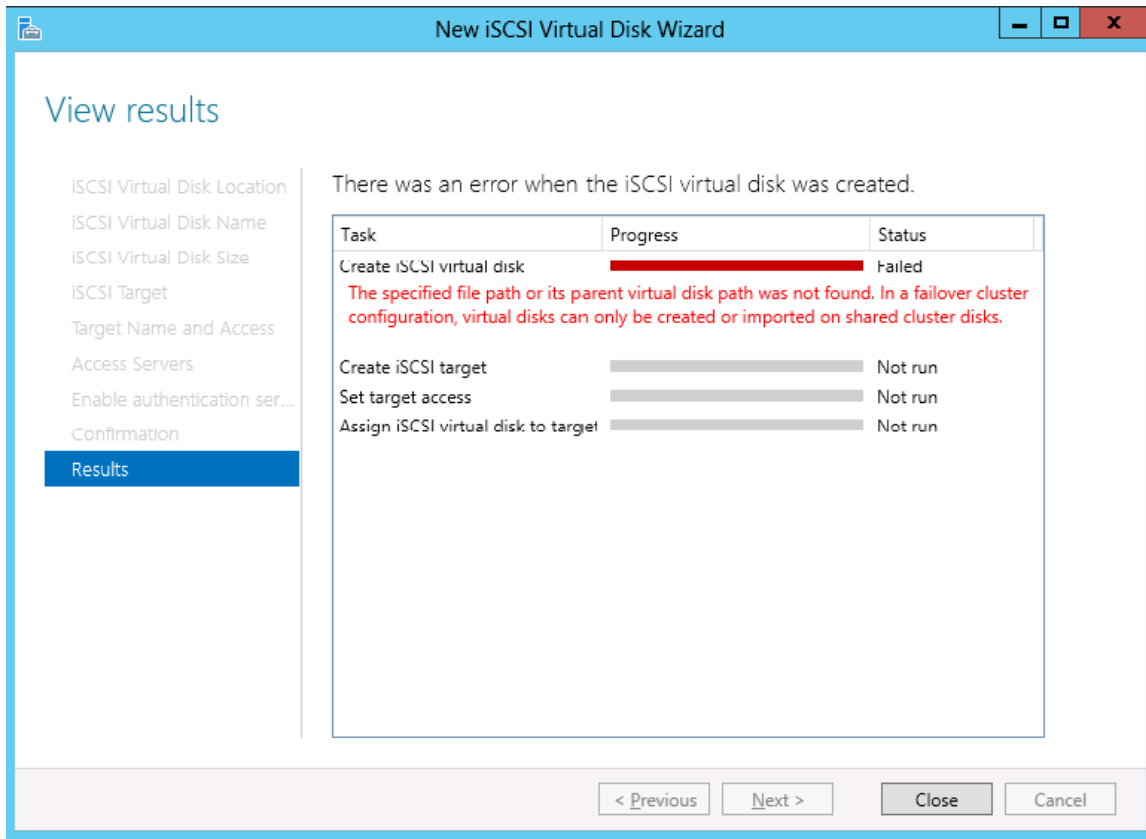 New iSCSI Virtual Disk Wizard
View results
iSCSI Virtual Disk Location
iSCSI Virtual Disk Name
iSCSI Virtual Disk Size
iSCSI Target
Target Name and Access
Access Servers
Enable authentication ser...
Confirmation
Results
There was an error when the iSCSI virtual disk was created.
Task Progress Status
Create iSCSI virtual disk Failed
The specified file path or its parent virtual disk path was not found. In a failover cluster
configuration, virtual disks can only be created or imported on shared cluster disks.
Create iSCSI target Not run
Set target access Not run
Assign iSCSI virtual disk to target Not run
< Previous Next > Close Cancel